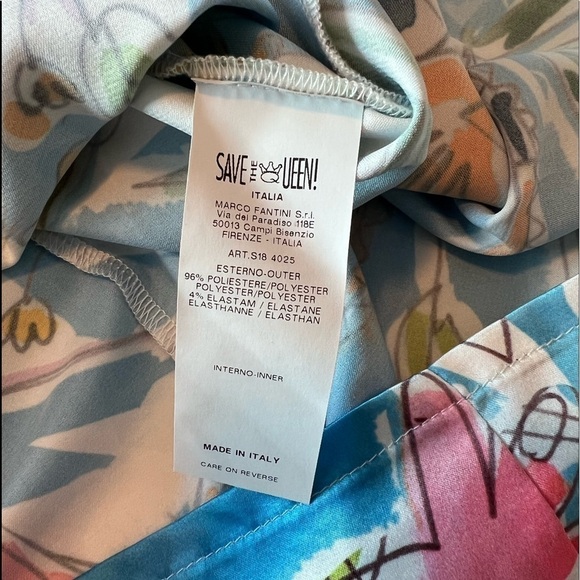 SAVE THE QUEEN!
ITALIA
MARCO FANTINI S.r.l.
Via del Paradiso 118E
50013 Campi Bisenzio
FIRENZE - ITALIA
ART.S18 4025
ESTERNO-OUTER
96% POLIESTERE/POLYESTER
POLYESTER/POLYESTER
4% ELASTAM / ELASTANE
ELASTHANNE / ELASTHAN
INTERNO-INNER
MADE IN ITALY
CARE ON REVERSE